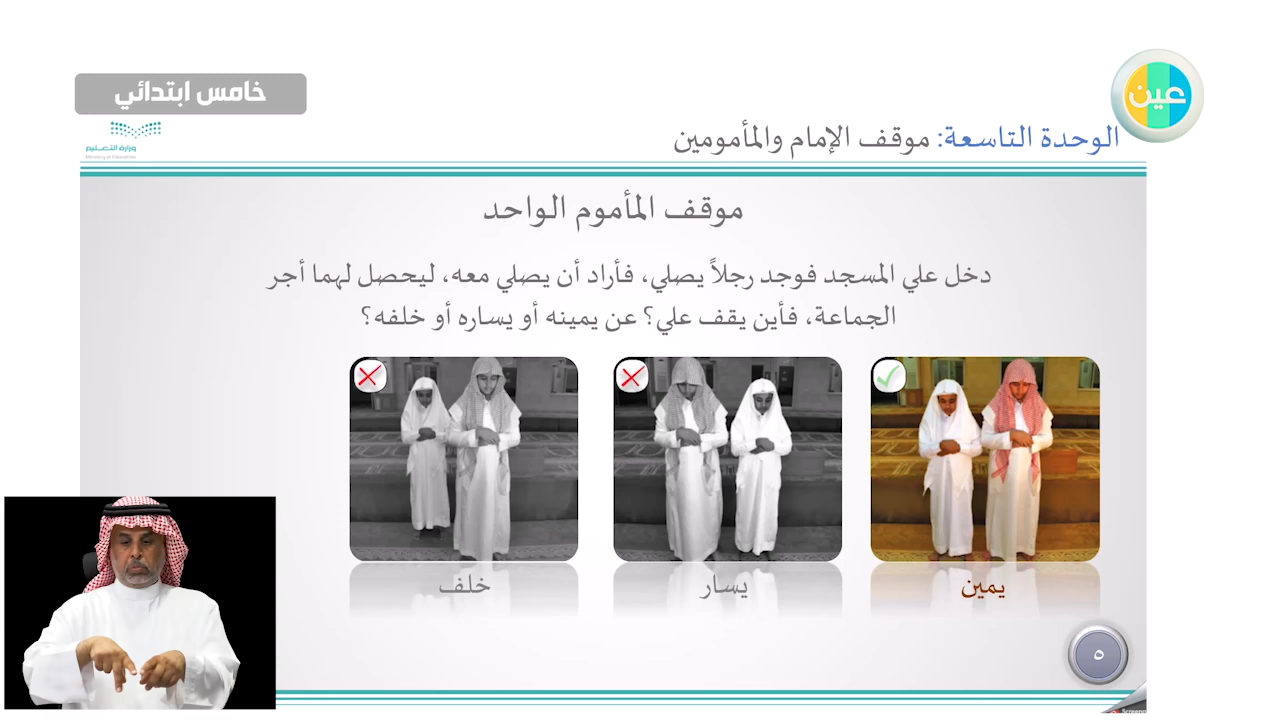 خامس ابتدائي
عين
وزارة التعليم
Ministry of Education
الوحدة التاسعة: موقف الإمام والمأمومين
موقف المأموم الواحد
دخل علي المسجد فوجد رجلاً يصلي، فأراد أن يصلي معه، ليحصل لهما أجر
الجماعة، فأين يقف علي؟ عن يمينه أو يساره أو خلفه؟
يمين
يسار
خلف
٥